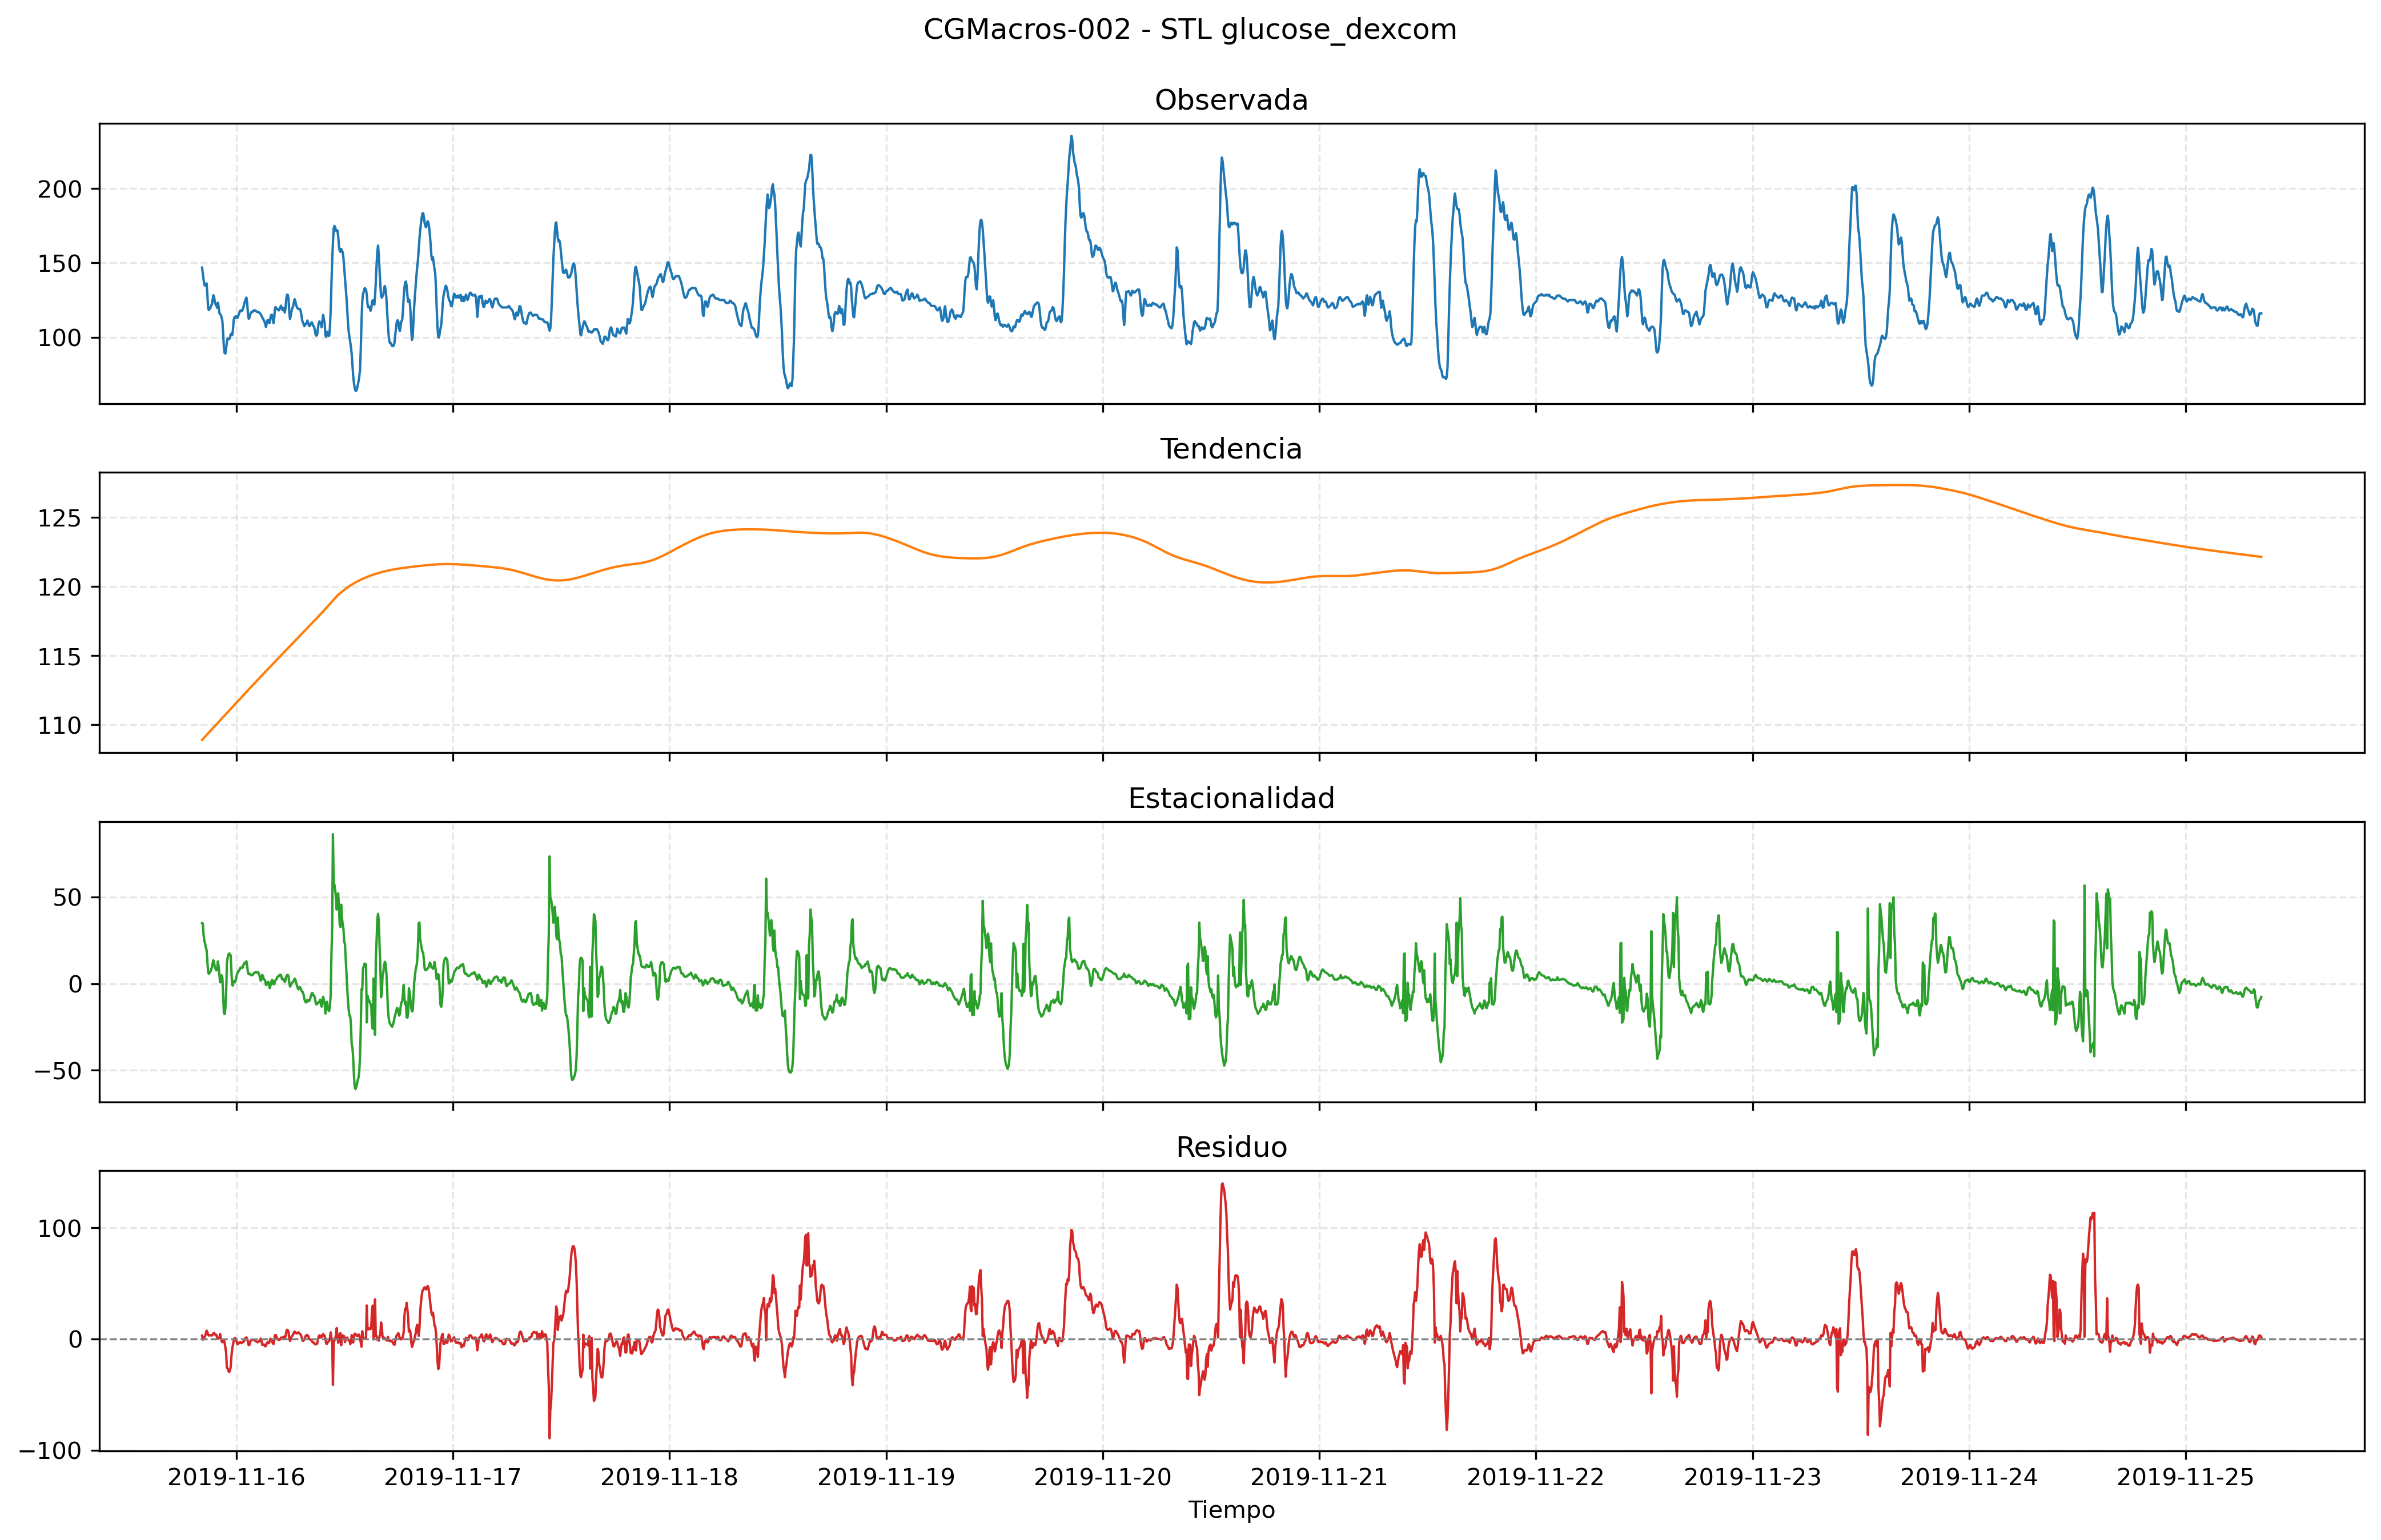 CGMacros-002 - STL glucose_dexcom
Observada
200
150
100
Tendencia
125
120
115
110
Estacionalidad
50
0
−50
Residuo
100
0
−100
2019-11-16 2019-11-17 2019-11-18 2019-11-19 2019-11-20 2019-11-21 2019-11-22 2019-11-23 2019-11-24 2019-11-25
Tiempo